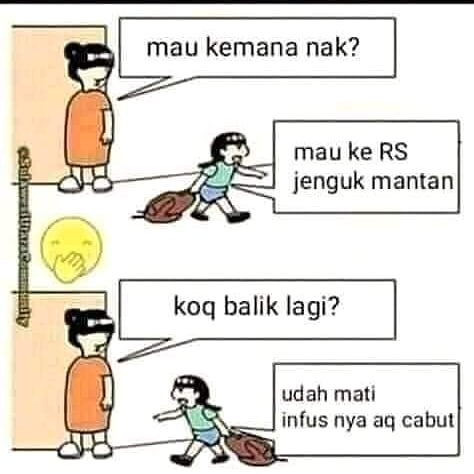 mau kemana nak?
mau ke RS
jenguk mantan
koq balik lagi?
udah mati
infus nya aq cabut